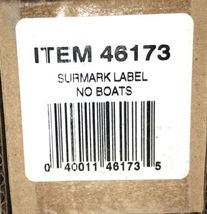 ITEM 46173
SURMARK LABEL
NO BOATS
0 40011 46173 5